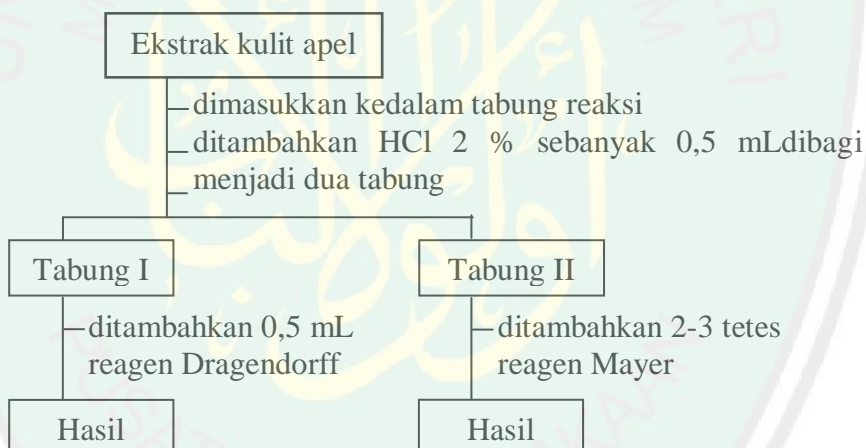 Ekstrak kulit apel
dimasukkan kedalam tabung reaksi
ditambahkan HCl 2 % sebanyak 0,5 mLdibagi
menjadi dua tabung
Tabung I
Tabung II
ditambahkan 0,5 mL
reagen Dragendorff
ditambahkan 2-3 tetes
reagen Mayer
Hasil
Hasil